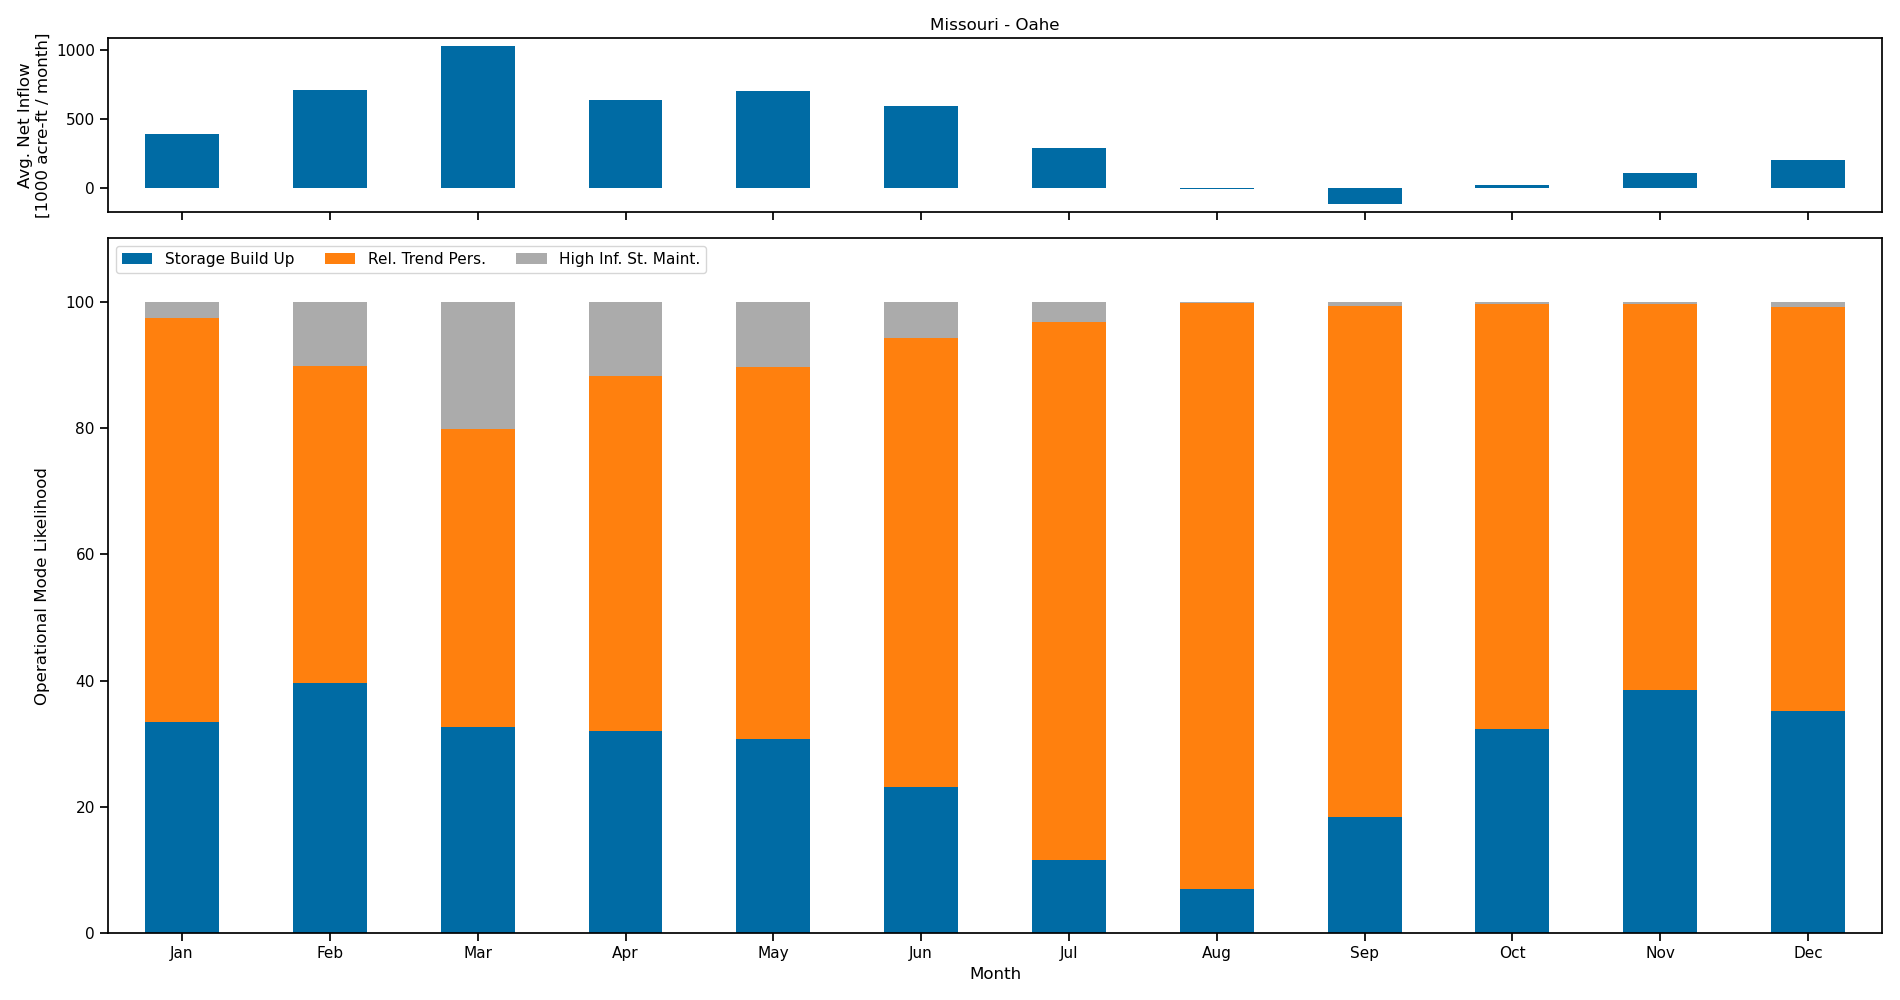 Missouri - Oahe
Avg. Net Inflow
[1000 acre-ft / month]
1000
500
0
Storage Build Up
Rel. Trend Pers.
High Inf. St. Maint.
Operational Mode Likelihood
100
80
60
40
20
0
Jan Feb Mar Apr May Jun Jul Aug Sep Oct Nov Dec
Month